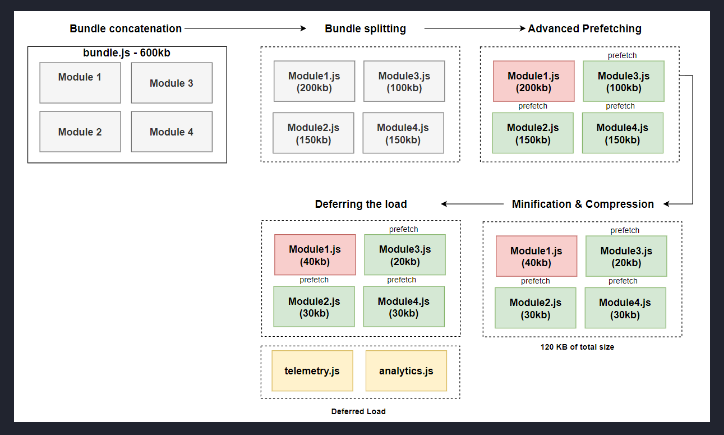 Bundle concatenation
Bundle splitting
Advanced Prefetching
bundle.js - 600kb
Module 1
Module 3
Module 2
Module 4
Module1.js
(200kb)
Module3.js
(100kb)
Module2.js
(150kb)
Module4.js
(150kb)
prefetch
Module1.js
(200kb)
Module3.js
(100kb)
prefetch
prefetch
Module2.js
(150kb)
Module4.js
(150kb)
Deferring the load
Minification & Compression
prefetch
Module1.js
(40kb)
Module3.js
(20kb)
prefetch
prefetch
Module2.js
(30kb)
Module4.js
(30kb)
prefetch
Module1.js
(40kb)
Module3.js
(20kb)
prefetch
prefetch
Module2.js
(30kb)
Module4.js
(30kb)
120 KB of total size
telemetry.js
analytics.js
Deferred Load